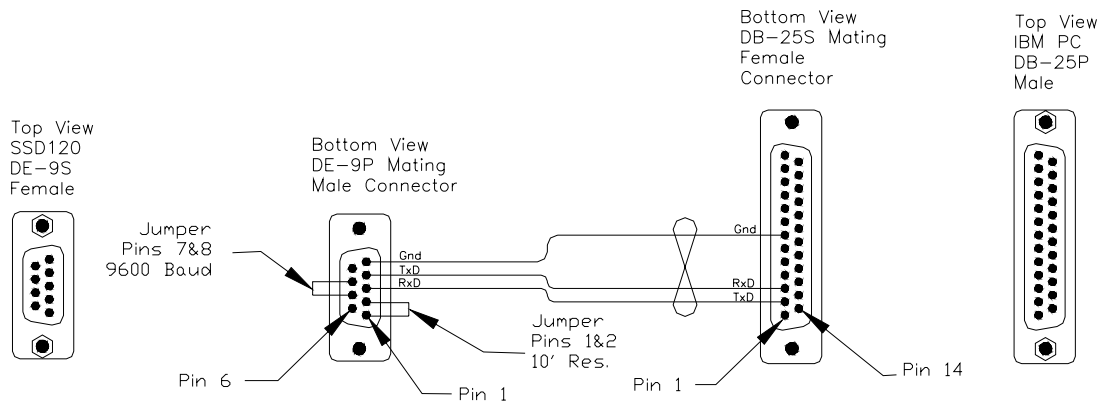 Top View
SSD120
DE-9S
Female
Bottom View
DE-9P Mating
Male Connector
Bottom View
DB-25S Mating
Female
Connector
Top View
IBM PC
DB-25P
Male
Jumper
Pins 7&8
9600 Baud
Gnd
TxD
RxD
Gnd
RxD
TxD
Jumper
Pins 1&2
10' Res.
Pin 6
Pin 1
Pin 1
Pin 14